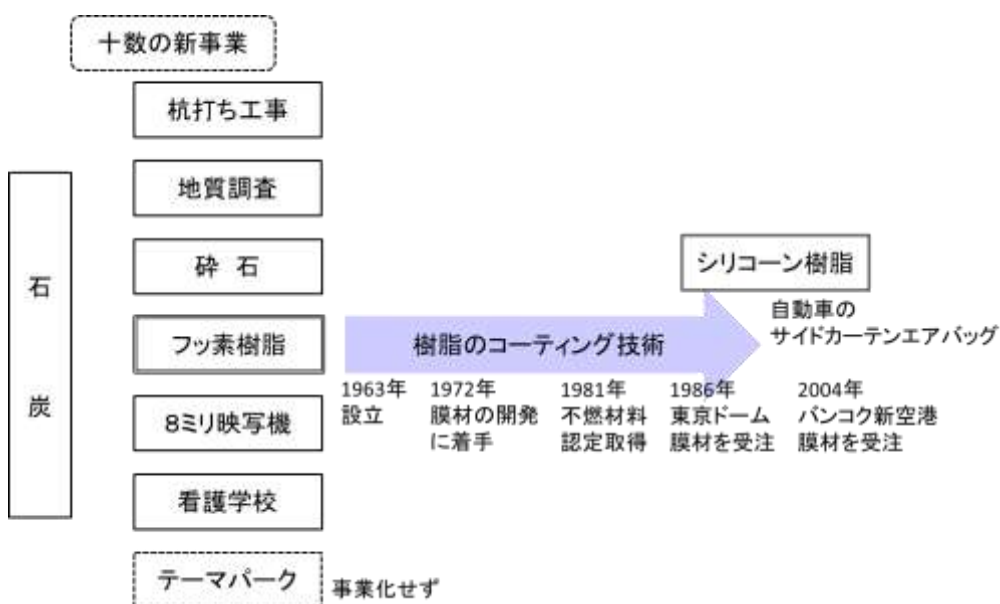 十数の新事業
杭打ち工事
地質調査
砕 石
フッ素樹脂
8ミリ映写機
看護学校
テーマパーク
事業化せず
石
炭
樹脂のコーティング技術
シリコーン樹脂
自動車の
サイドカーテンエアバッグ
1963年
設立
1972年
膜材の開発
に着手
1981年
不燃材料
認定取得
1986年
東京ドーム
膜材を受注
2004年
バンコク新空港
膜材を受注